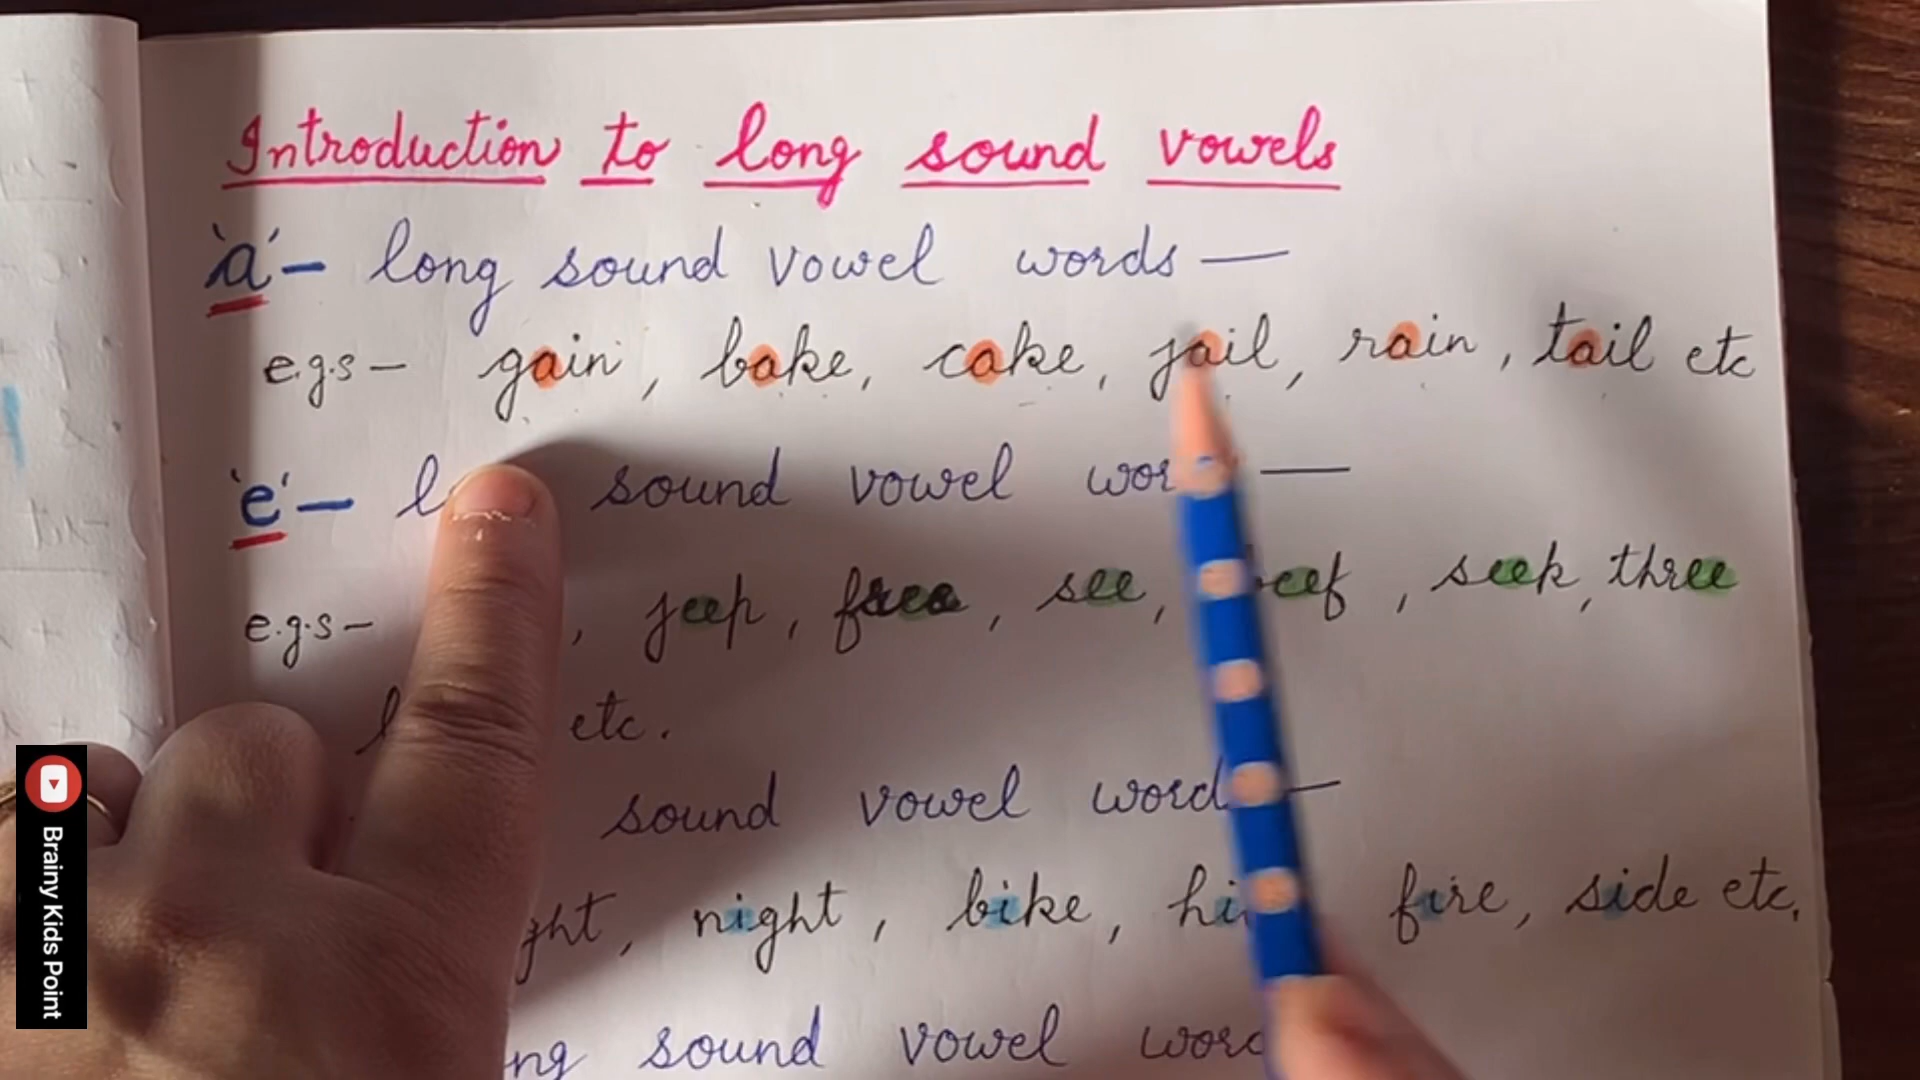 Introduction to long sound vowels
'a' - long sound vowel words —
e.g.s - gain, bake, cake, jail, rain, tail etc
'e' - sound vowel —
e.g.s - , jeep, free, see, , seek, three
etc.
sound vowel word —
night, bike, fire, side etc.
sound vowel
Brainy Kids Point